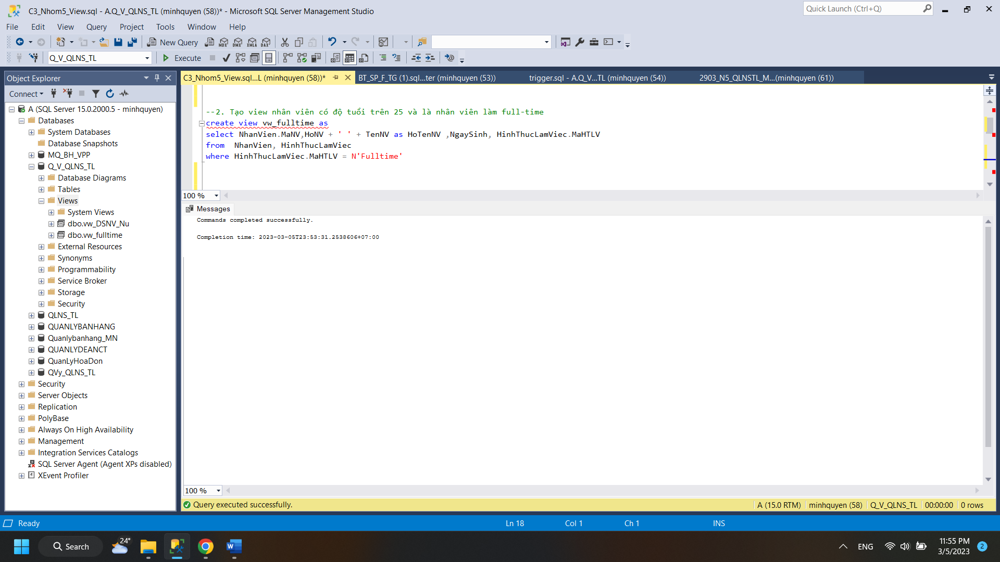 C3_Nhom5_View.sql - A.Q_V_QLNS_TL (minhquyen (58))* - Microsoft SQL Server Management Studio
Quick Launch (Ctrl+Q)
File Edit View Query Project Tools Window Help
New Query
MDX DMX XMLA DAX
Q_V_QLNS_TL
Execute
Object Explorer
C3_Nhom5_View.sql...L (minhquyen (58))*
BT_SP_F_TG (1).sql...ter (minhquyen (53))
trigger.sql - A.Q_V...TL (minhquyen (54))
2903_N5_QLNSTL_M...(minhquyen (61))
Connect
A (SQL Server 15.0.2000.5 - minhquyen)
Databases
System Databases
Database Snapshots
MQ_BH_VPP
Q_V_QLNS_TL
Database Diagrams
Tables
Views
System Views
dbo.vw_DSNV_Nu
dbo.vw_fulltime
External Resources
Synonyms
Programmability
Service Broker
Storage
Security
QLNS_TL
QUANLYBANHANG
Quanlybanhang_MN
QUANLYDEANCT
QuanLyHoaDon
QVy_QLNS_TL
Security
Server Objects
Replication
PolyBase
Always On High Availability
Management
Integration Services Catalogs
SQL Server Agent (Agent XPs disabled)
XEvent Profiler
--2. Tạo view nhân viên có độ tuổi trên 25 và là nhân viên làm full-time
create view vw_fulltime as
select NhanVien.MaNV,HoNV + ' ' + TenNV as HoTenNV ,NgaySinh, HinhThucLamViec.MaHTLV
from  NhanVien, HinhThucLamViec
where HinhThucLamViec.MaHTLV = N'Fulltime'
100 %
Messages
Commands completed successfully.
Completion time: 2023-03-05T23:53:31.2538606+07:00
100 %
Query executed successfully.
A (15.0 RTM) minhquyen (58) Q_V_QLNS_TL 00:00:00 0 rows
Ready
Ln 18 Col 1 Ch 1 INS
Search
24°
ENG
11:55 PM
3/5/2023
2